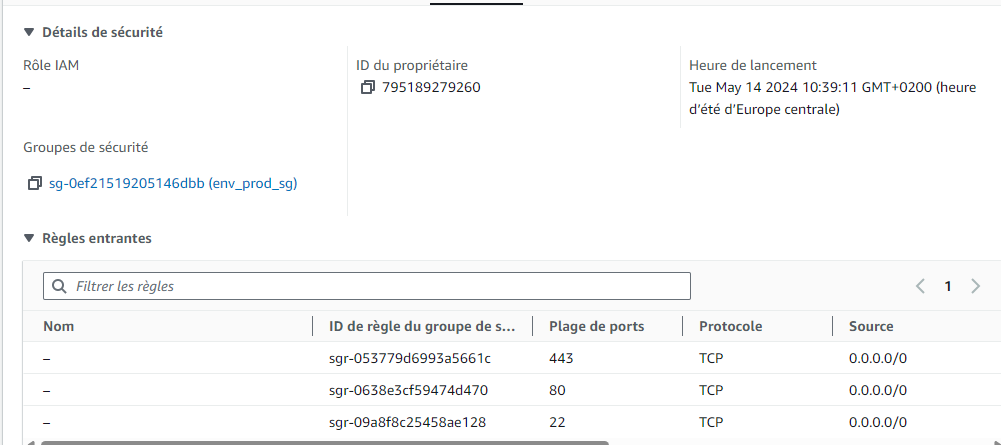 Détails de sécurité
Rôle IAM
–
ID du propriétaire
795189279260
Heure de lancement
Tue May 14 2024 10:39:11 GMT+0200 (heure
d’été d’Europe centrale)
Groupes de sécurité
sg-0ef21519205146dbb (env_prod_sg)
Règles entrantes
Filtrer les règles
1
Nom ID de règle du groupe de s... Plage de ports Protocole Source
– sgr-053779d6993a5661c 443 TCP 0.0.0.0/0
– sgr-0638e3cf59474d470 80 TCP 0.0.0.0/0
– sgr-09a8f8c25458ae128 22 TCP 0.0.0.0/0